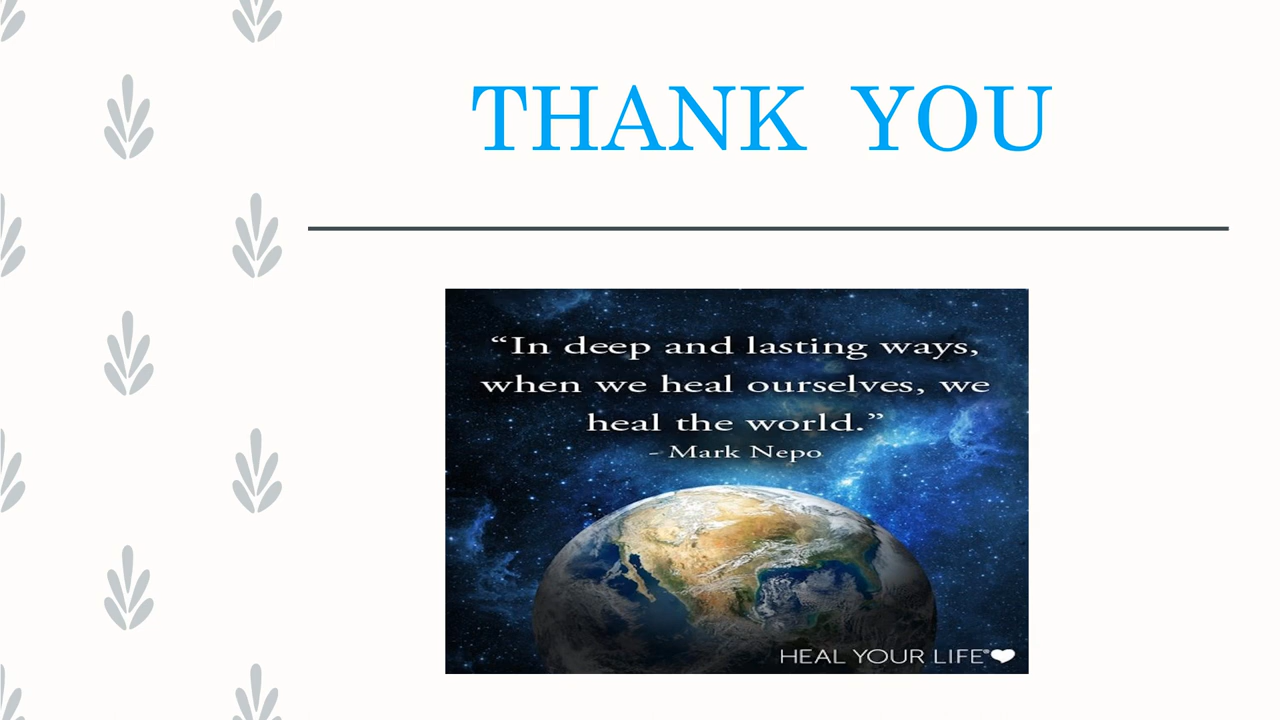 THANK YOU
“In deep and lasting ways,
when we heal ourselves, we
heal the world.”
- Mark Nepo
HEAL YOUR LIFE®